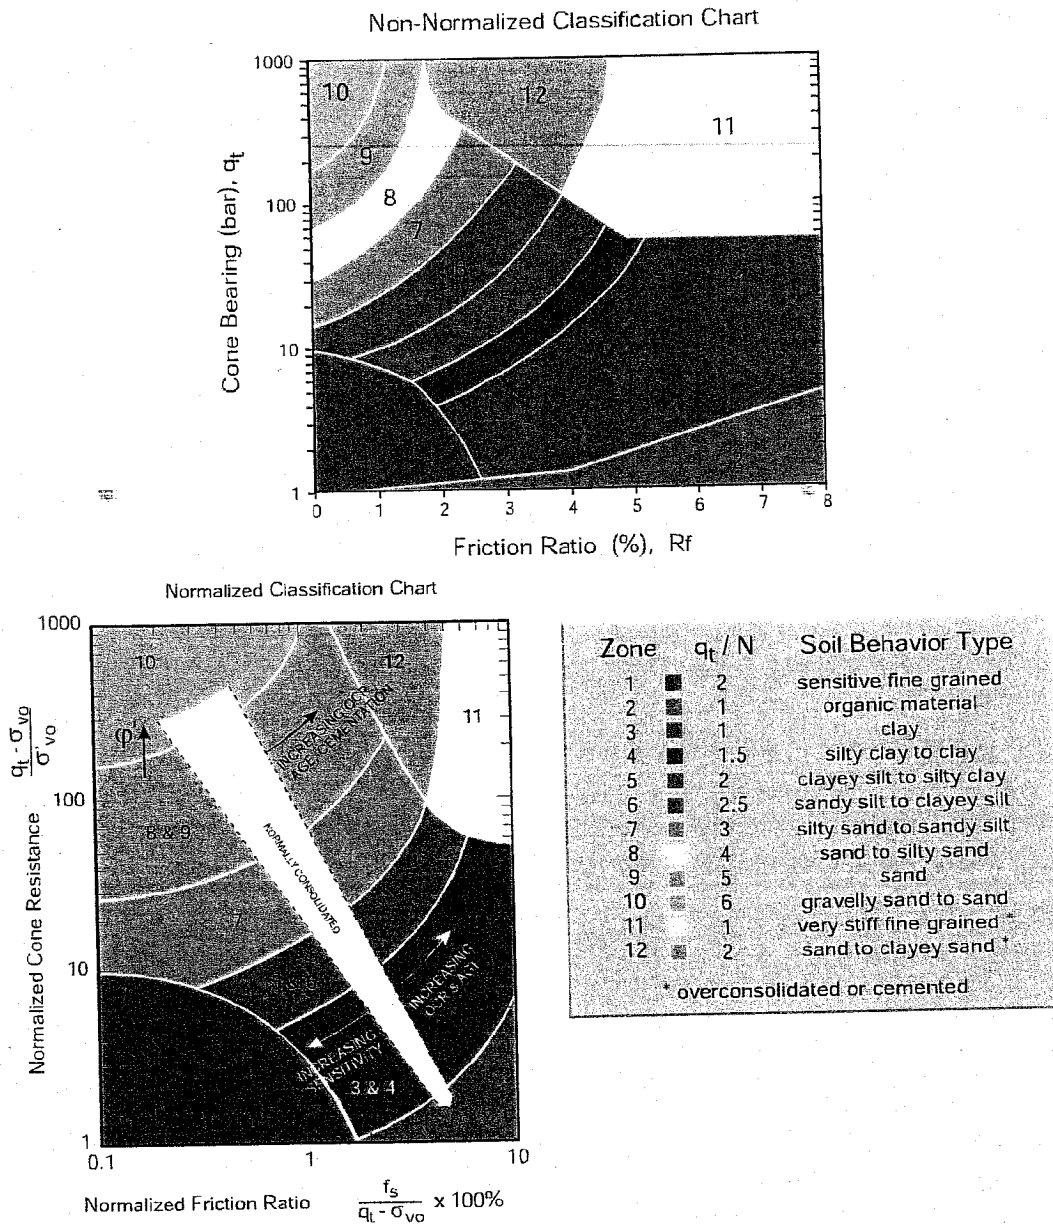 Non-Normalized Classification Chart
1000
100
10
1
Cone Bearing (bar), qt
10
12
11
9
8
7
6
0 1 2 3 4 5 6 7 8
Friction Ratio (%), Rf
Normalized Classification Chart
1000
100
10
1
Normalized Cone Resistance qt - σvo / σ'vo
10
12
11
φ'
INCREASING OCR
AGE CEMENTATION
8 & 9
NORMALLY CONSOLIDATED
7
INCREASING
OCR & AGE
INCREASING
SENSITIVITY
3 & 4
0.1 1 10
Normalized Friction Ratio fs / qt - σvo x 100%
Zone qt / N Soil Behavior Type
1 2 sensitive fine grained
2 1 organic material
3 1 clay
4 1.5 silty clay to clay
5 2 clayey silt to silty clay
6 2.5 sandy silt to clayey silt
7 3 silty sand to sandy silt
8 4 sand to silty sand
9 5 sand
10 6 gravelly sand to sand
11 1 very stiff fine grained *
12 2 sand to clayey sand *
* overconsolidated or cemented